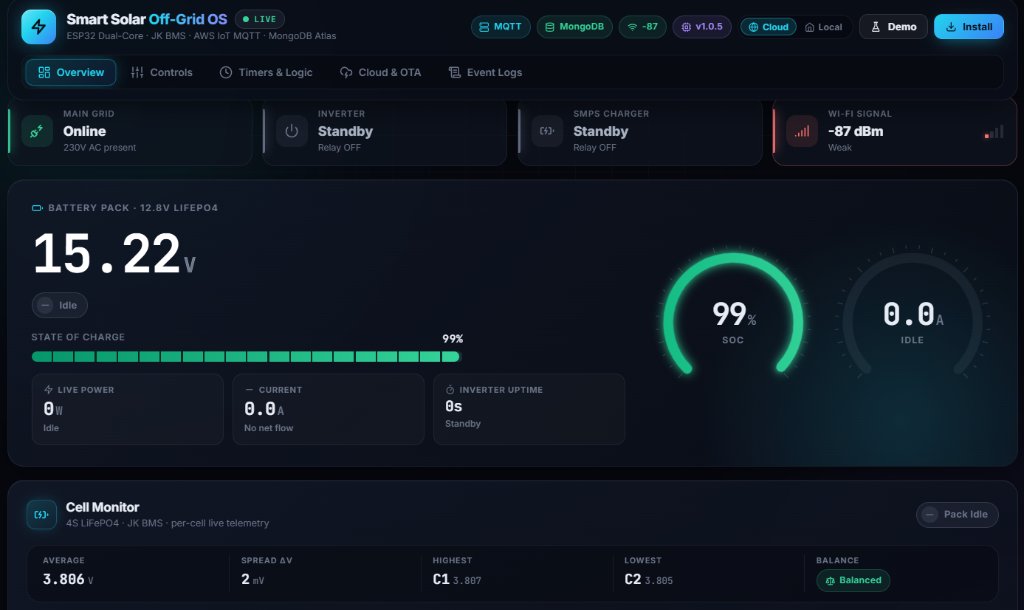 Smart Solar Off-Grid OS
LIVE
ESP32 Dual-Core · JK BMS · AWS IoT MQTT · MongoDB Atlas
MQTT
MongoDB
-87
v1.0.5
Cloud
Local
Demo
Install
Overview
Controls
Timers & Logic
Cloud & OTA
Event Logs
MAIN GRID
Online
230V AC present
INVERTER
Standby
Relay OFF
SMPS CHARGER
Standby
Relay OFF
WI-FI SIGNAL
-87 dBm
Weak
BATTERY PACK · 12.8V LIFEPO4
15.22V
Idle
STATE OF CHARGE
99%
LIVE POWER
0W
Idle
CURRENT
0.0A
No net flow
INVERTER UPTIME
0s
Standby
99%
SOC
0.0A
IDLE
Cell Monitor
4S LiFePO4 · JK BMS · per-cell live telemetry
Pack Idle
AVERAGE
3.806 V
SPREAD ΔV
2 mV
HIGHEST
C1 3.807
LOWEST
C2 3.805
BALANCE
Balanced